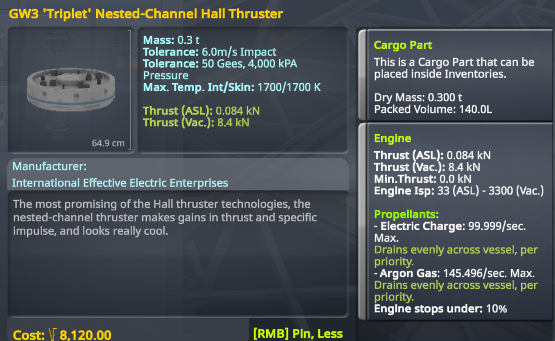 GW3 'Triplet' Nested-Channel Hall Thruster
Mass: 0.3 t
Tolerance: 6.0m/s Impact
Tolerance: 50 Gees, 4,000 kPA
Pressure
Max. Temp. Int/Skin: 1700/1700 K
Thrust (ASL): 0.084 kN
Thrust (Vac.): 8.4 kN
64.9 cm
Manufacturer:
International Effective Electric Enterprises
The most promising of the Hall thruster technologies, the
nested-channel thruster makes gains in thrust and specific
impulse, and looks really cool.
Cost: 8,120.00
[RMB] Pin, Less
Cargo Part
This is a Cargo Part that can be
placed inside Inventories.
Dry Mass: 0.300 t
Packed Volume: 140.0L
Engine
Thrust (ASL): 0.084 kN
Thrust (Vac.): 8.4 kN
Min.Thrust: 0.0 kN
Engine Isp: 33 (ASL) - 3300 (Vac.)
Propellants:
- Electric Charge: 99.999/sec.
Max.
Drains evenly across vessel, per
priority.
- Argon Gas: 145.496/sec. Max.
Drains evenly across vessel, per
priority.
Engine stops under: 10%